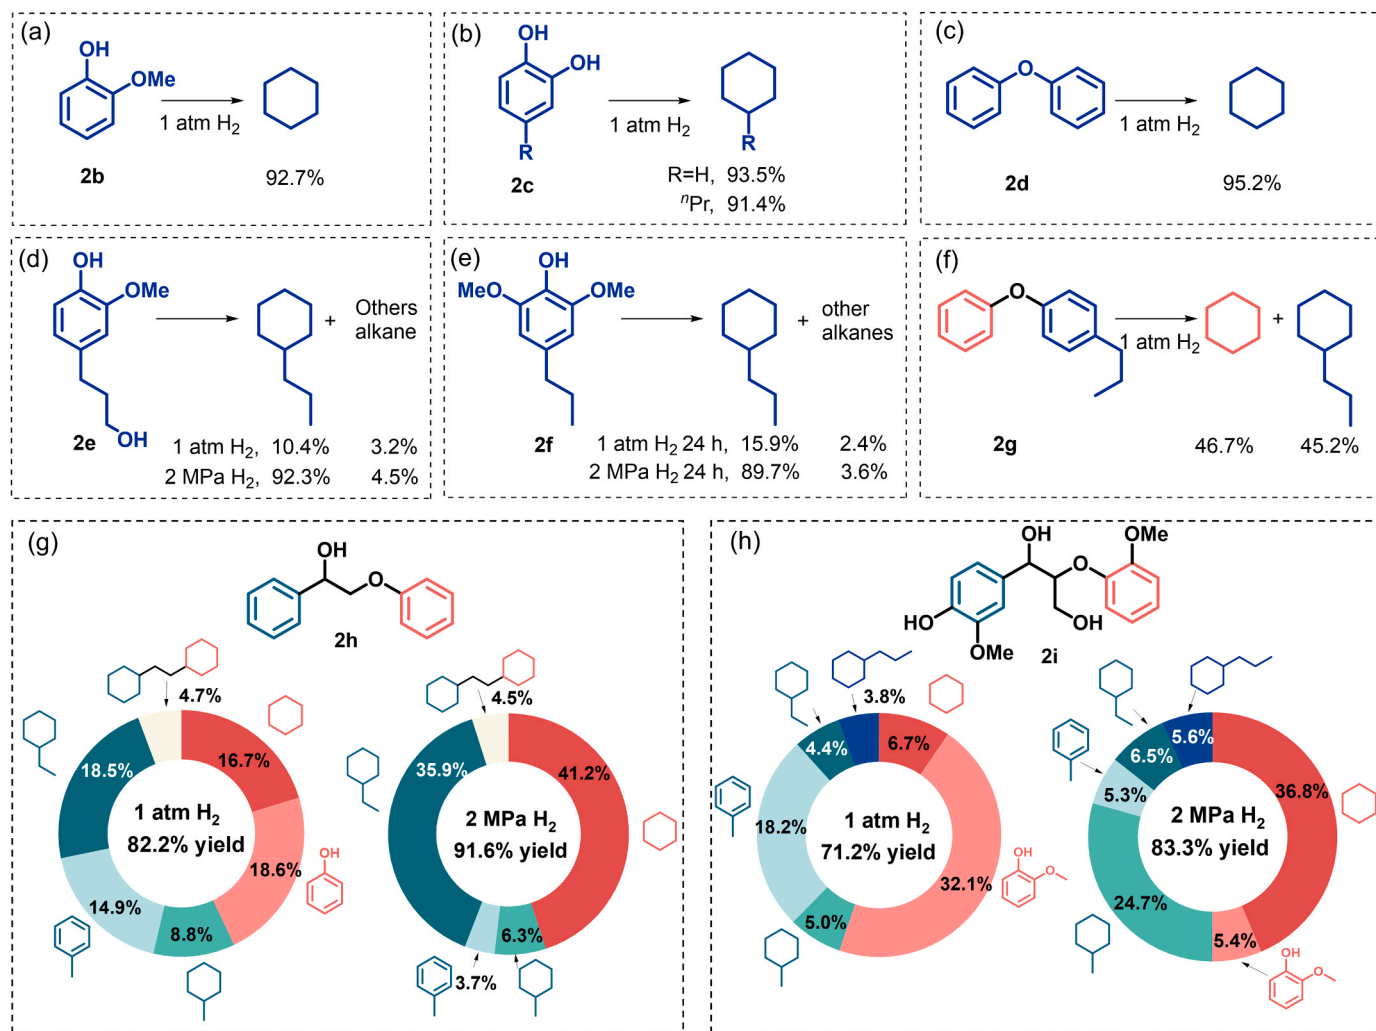 (a)
OH
OMe
1 atm H₂
2b
92.7%
(b)
OH
OH
R
1 atm H₂
R
2c
R=H, 93.5%
ⁿPr, 91.4%
(c)
O
1 atm H₂
2d
95.2%
(d)
OH
OMe
OH
2e
+
Others
alkane
1 atm H₂, 10.4% 3.2%
2 MPa H₂, 92.3% 4.5%
(e)
OH
MeO OMe
2f
+
other
alkanes
1 atm H₂ 24 h, 15.9% 2.4%
2 MPa H₂ 24 h, 89.7% 3.6%
(f)
O
1 atm H₂
+
2g
46.7% 45.2%
(g)
OH
O
2h
4.7%
16.7%
OH
18.6%
8.8%
14.9%
18.5%
1 atm H₂
82.2% yield
4.5%
41.2%
6.3%
3.7%
35.9%
2 MPa H₂
91.6% yield
(h)
OH
OMe
O
HO
OH
OMe
2i
3.8%
6.7%
OH
O
32.1%
5.0%
18.2%
4.4%
1 atm H₂
71.2% yield
5.6%
36.8%
OH
O
5.4%
24.7%
5.3%
6.5%
2 MPa H₂
83.3% yield